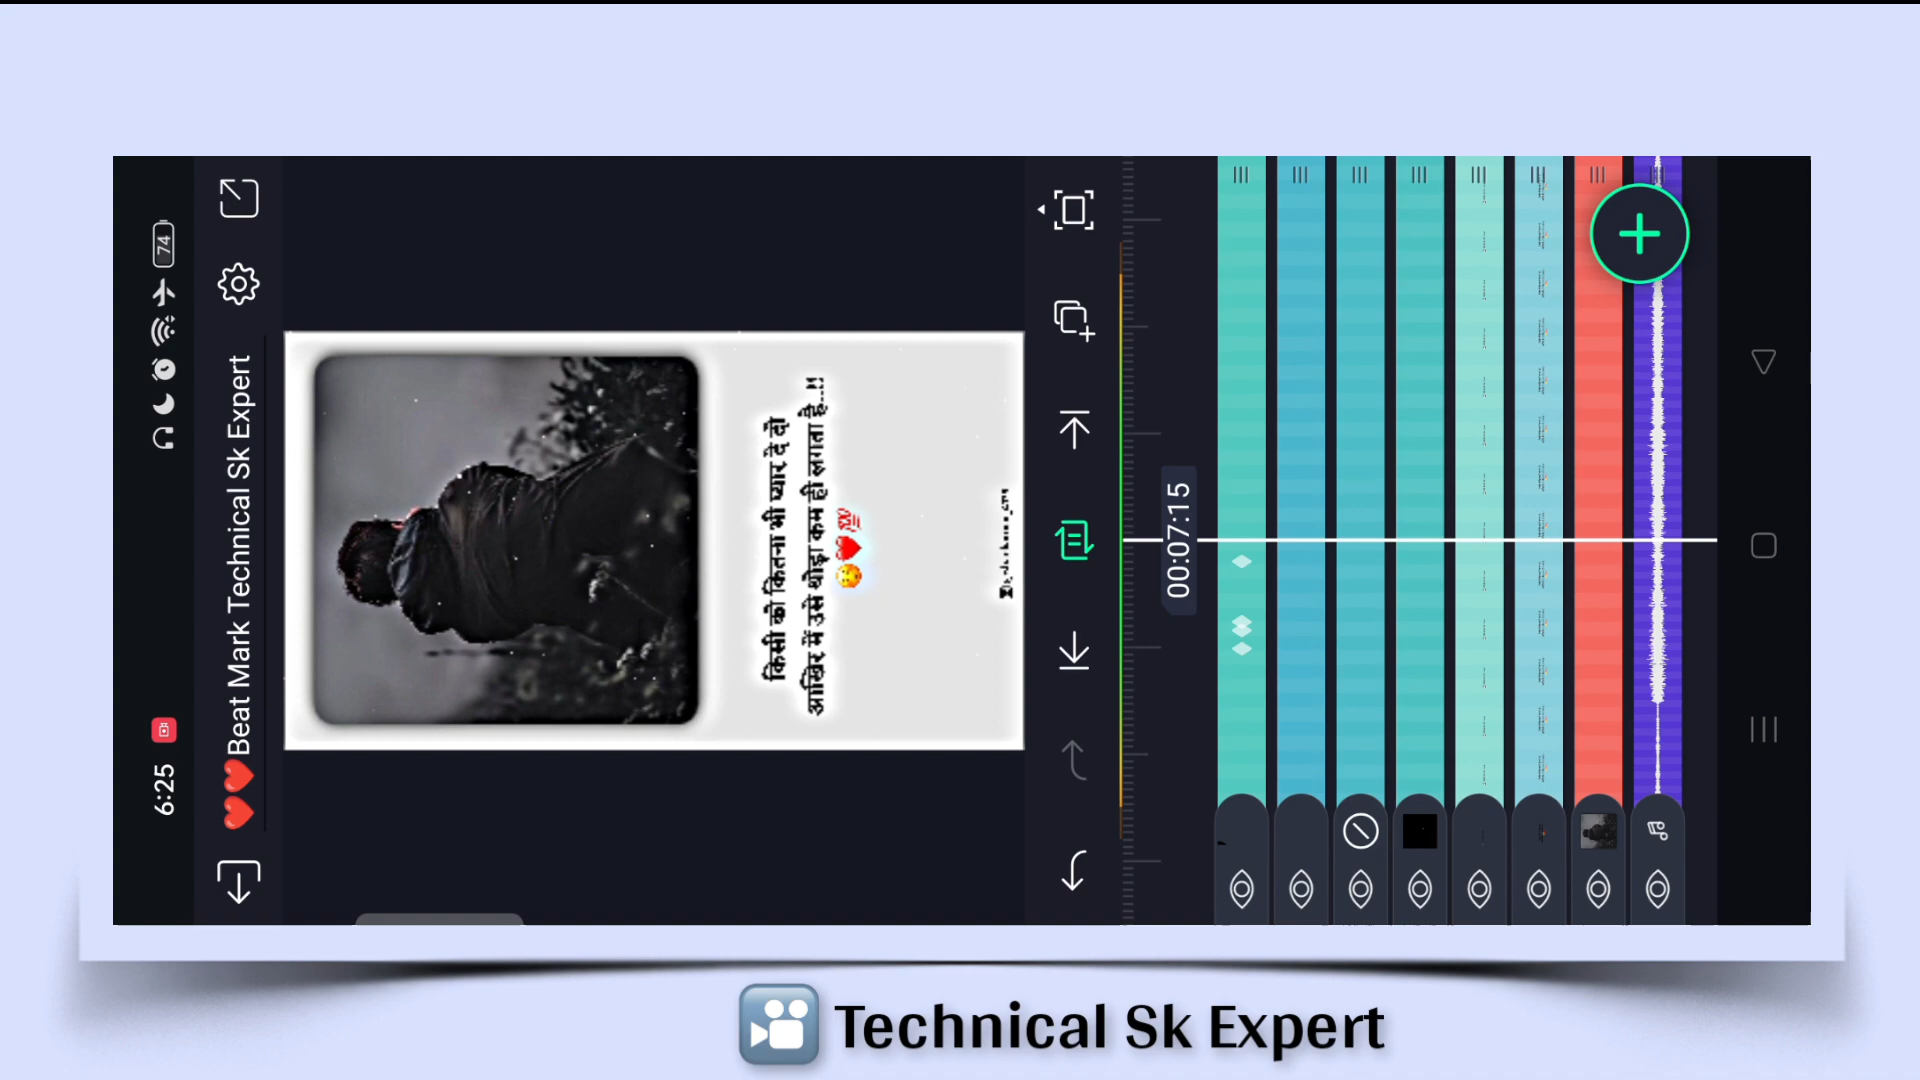 6:25
74
❤️❤️Beat Mark Technical Sk Expert
किसी को कितना भी प्यार दे दो
आखिर में उसे थोड़ा कम ही लगता है...!!
🙂❤️💯
00:07:15
Technical Sk Expert